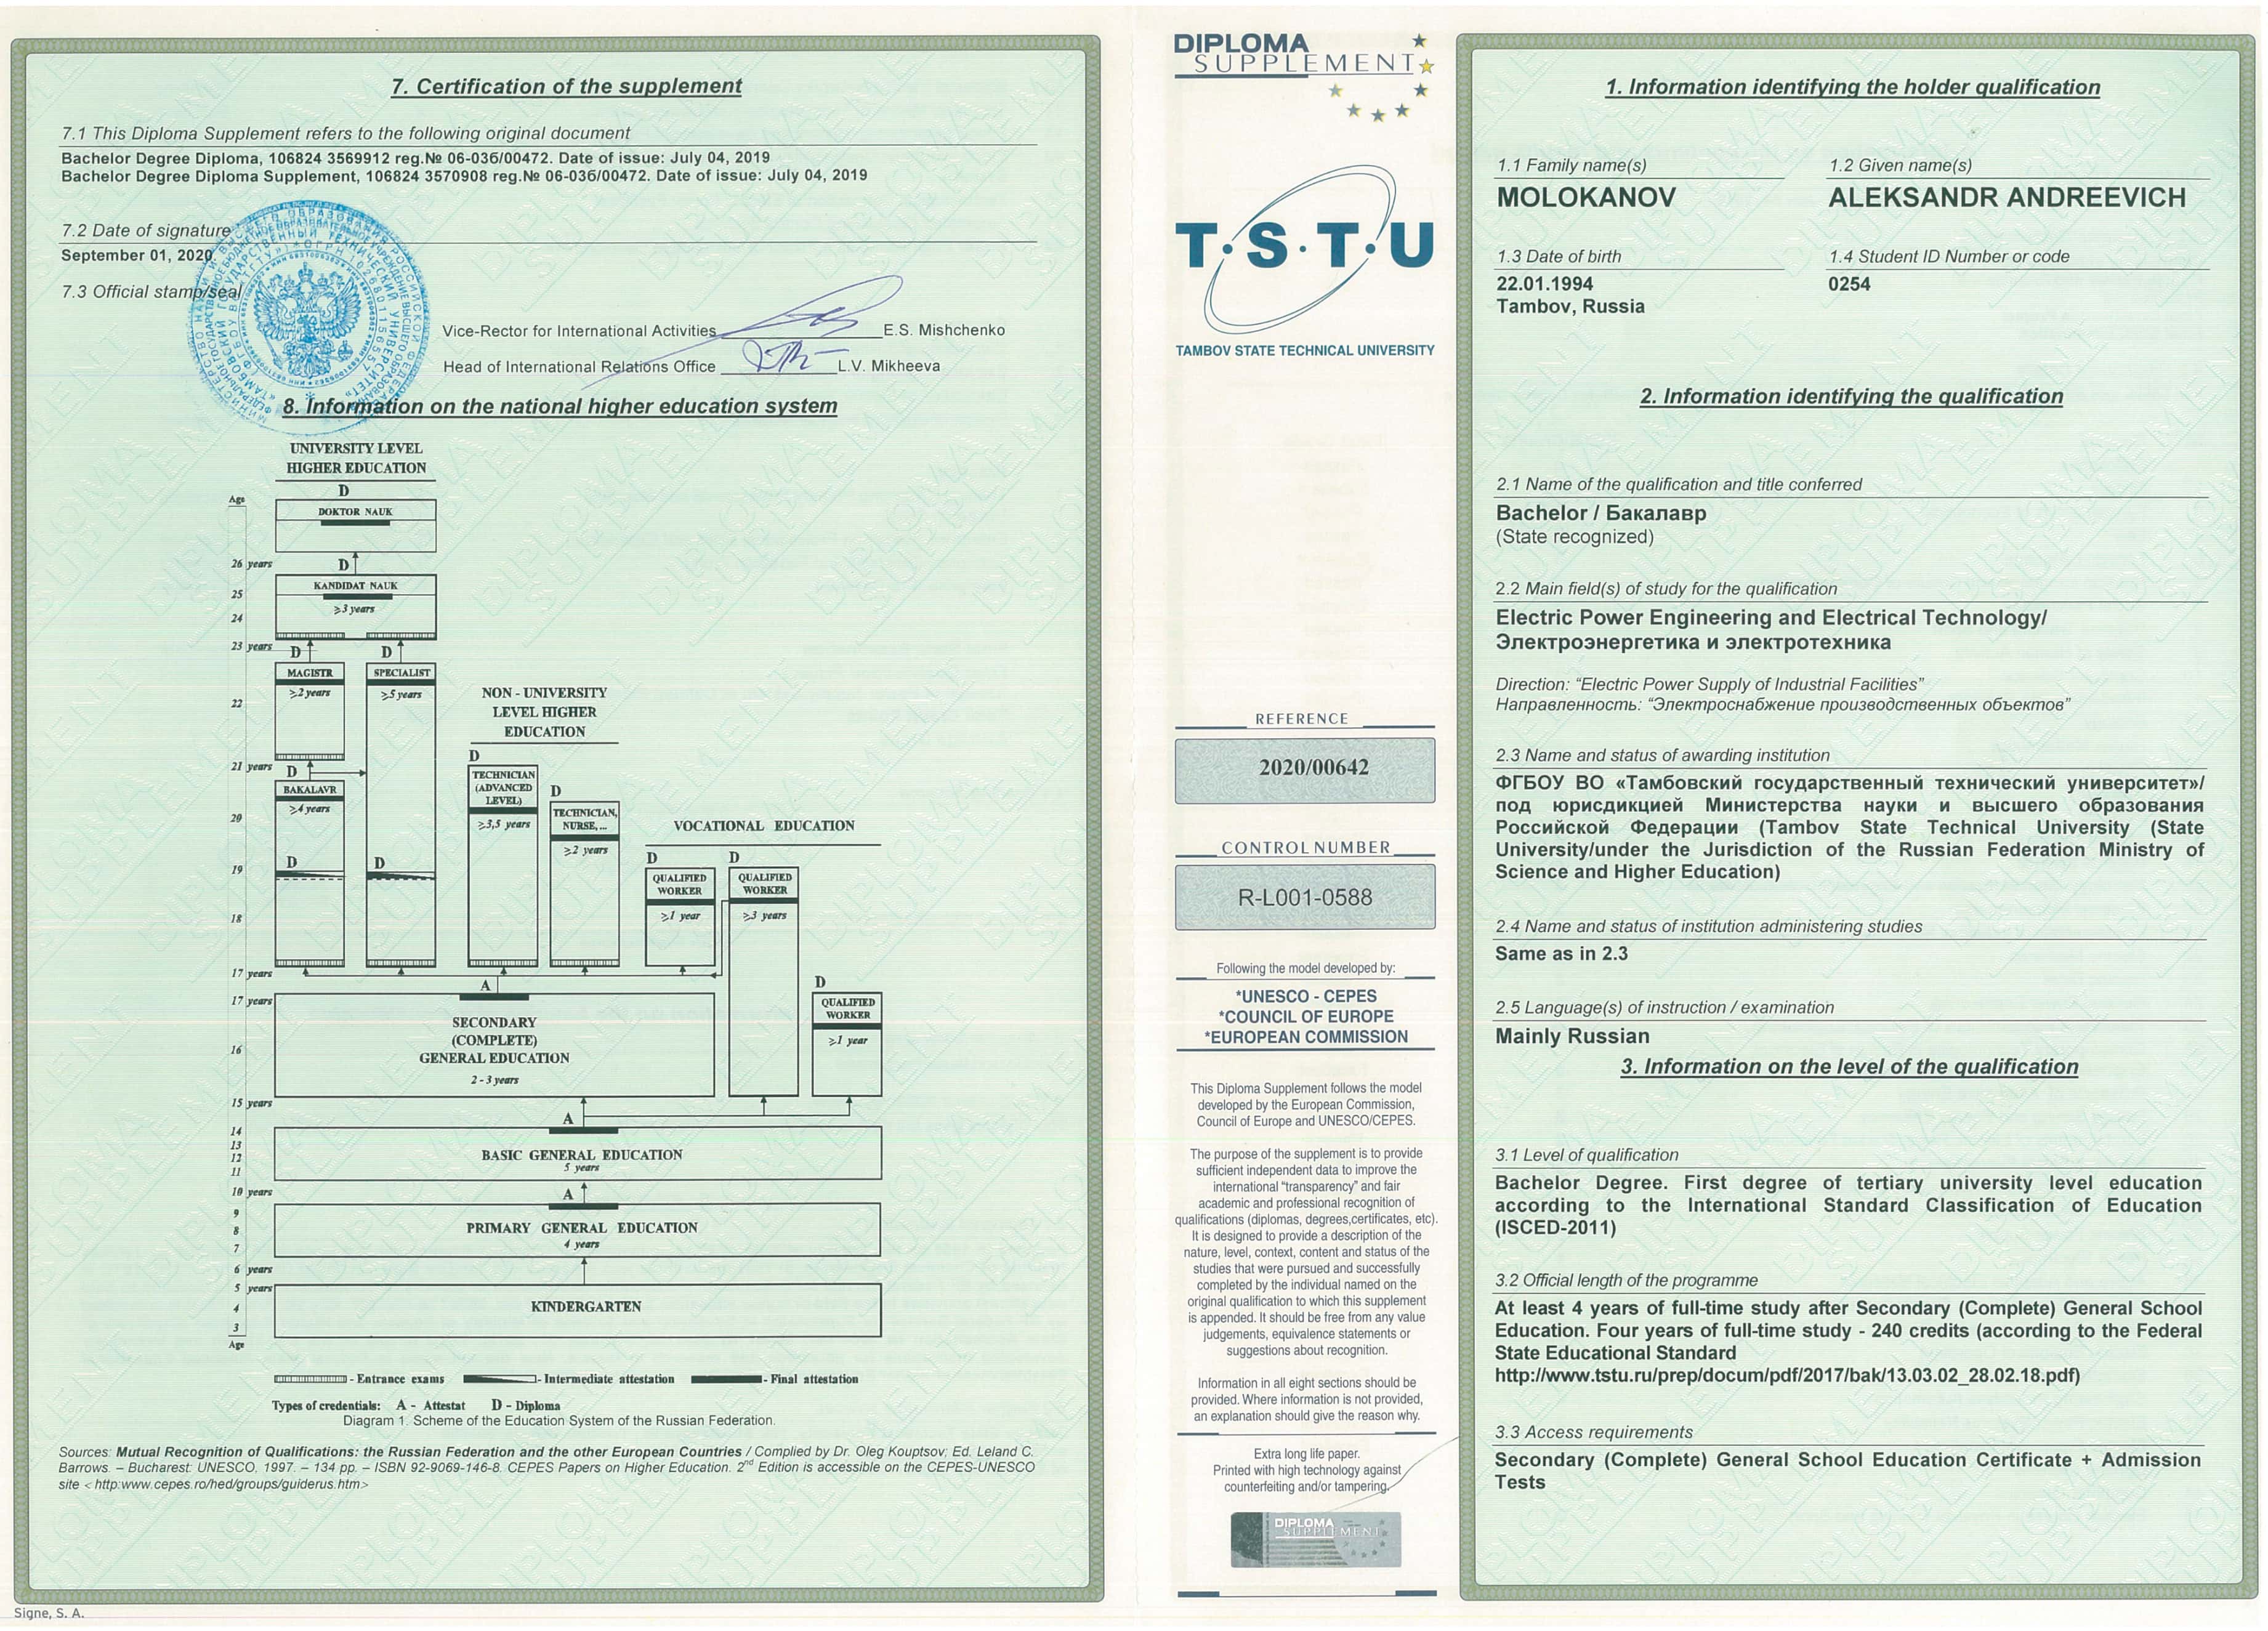 7. Certification of the supplement
7.1 This Diploma Supplement refers to the following original document
Bachelor Degree Diploma, 106824 3569912 reg.№ 06-03б/00472. Date of issue: July 04, 2019
Bachelor Degree Diploma Supplement, 106824 3570908 reg.№ 06-03б/00472. Date of issue: July 04, 2019
7.2 Date of signature
September 01, 2020
7.3 Official stamp/seal
Vice-Rector for International Activities E.S. Mishchenko
Head of International Relations Office L.V. Mikheeva
8. Information on the national higher education system
UNIVERSITY LEVEL
HIGHER EDUCATION
D
Age
DOKTOR NAUK
26 years
D
KANDIDAT NAUK
25
⩾3 years
24
23 years
D
D
MAGISTR
SPECIALIST
⩾2 years
⩾5 years
22
NON - UNIVERSITY
LEVEL HIGHER
EDUCATION
21 years
D
D
TECHNICIAN
(ADVANCED
LEVEL)
BAKALAVR
D
⩾4 years
20
TECHNICIAN,
NURSE, ...
⩾3,5 years
VOCATIONAL EDUCATION
⩾2 years
D
D
D
D
19
QUALIFIED
WORKER
QUALIFIED
WORKER
18
⩾1 year
⩾3 years
17 years
A
D
17 years
QUALIFIED
WORKER
SECONDARY
(COMPLETE)
GENERAL EDUCATION
⩾1 year
16
2 - 3 years
15 years
A
14
13
12
11
BASIC GENERAL EDUCATION
5 years
10 years
A
9
8
7
PRIMARY GENERAL EDUCATION
4 years
6 years
5 years
4
3
KINDERGARTEN
Age
- Entrance exams - Intermediate attestation - Final attestation
Types of credentials: A - Attestat D - Diploma
Diagram 1. Scheme of the Education System of the Russian Federation.
Sources: Mutual Recognition of Qualifications: the Russian Federation and the other European Countries / Complied by Dr. Oleg Kouptsov; Ed. Leland C.
Barrows. – Bucharest: UNESCO, 1997. – 134 pp. – ISBN 92-9069-146-8. CEPES Papers on Higher Education. 2nd Edition is accessible on the CEPES-UNESCO
site < http:www.cepes.ro/hed/groups/guiderus.htm>
Signe, S. A.
DIPLOMA
SUPPLEMENT
T·S·T·U
TAMBOV STATE TECHNICAL UNIVERSITY
REFERENCE
2020/00642
CONTROL NUMBER
R-L001-0588
Following the model developed by:
*UNESCO - CEPES
*COUNCIL OF EUROPE
*EUROPEAN COMMISSION
This Diploma Supplement follows the model
developed by the European Commission,
Council of Europe and UNESCO/CEPES.
The purpose of the supplement is to provide
sufficient independent data to improve the
international “transparency” and fair
academic and professional recognition of
qualifications (diplomas, degrees,certificates, etc).
It is designed to provide a description of the
nature, level, context, content and status of the
studies that were pursued and successfully
completed by the individual named on the
original qualification to which this supplement
is appended. It should be free from any value
judgements, equivalence statements or
suggestions about recognition.
Information in all eight sections should be
provided. Where information is not provided,
an explanation should give the reason why.
Extra long life paper.
Printed with high technology against
counterfeiting and/or tampering.
DIPLOMA
SUPPLEMENT
1. Information identifying the holder qualification
1.1 Family name(s) 1.2 Given name(s)
MOLOKANOV ALEKSANDR ANDREEVICH
1.3 Date of birth 1.4 Student ID Number or code
22.01.1994 0254
Tambov, Russia
2. Information identifying the qualification
2.1 Name of the qualification and title conferred
Bachelor / Бакалавр
(State recognized)
2.2 Main field(s) of study for the qualification
Electric Power Engineering and Electrical Technology/
Электроэнергетика и электротехника
Direction: “Electric Power Supply of Industrial Facilities”
Направленность: “Электроснабжение производственных объектов”
2.3 Name and status of awarding institution
ФГБОУ ВО «Тамбовский государственный технический университет»/
под юрисдикцией Министерства науки и высшего образования
Российской Федерации (Tambov State Technical University (State
University/under the Jurisdiction of the Russian Federation Ministry of
Science and Higher Education)
2.4 Name and status of institution administering studies
Same as in 2.3
2.5 Language(s) of instruction / examination
Mainly Russian
3. Information on the level of the qualification
3.1 Level of qualification
Bachelor Degree. First degree of tertiary university level education
according to the International Standard Classification of Education
(ISCED-2011)
3.2 Official length of the programme
At least 4 years of full-time study after Secondary (Complete) General School
Education. Four years of full-time study - 240 credits (according to the Federal
State Educational Standard
http://www.tstu.ru/prep/docum/pdf/2017/bak/13.03.02_28.02.18.pdf)
3.3 Access requirements
Secondary (Complete) General School Education Certificate + Admission
Tests